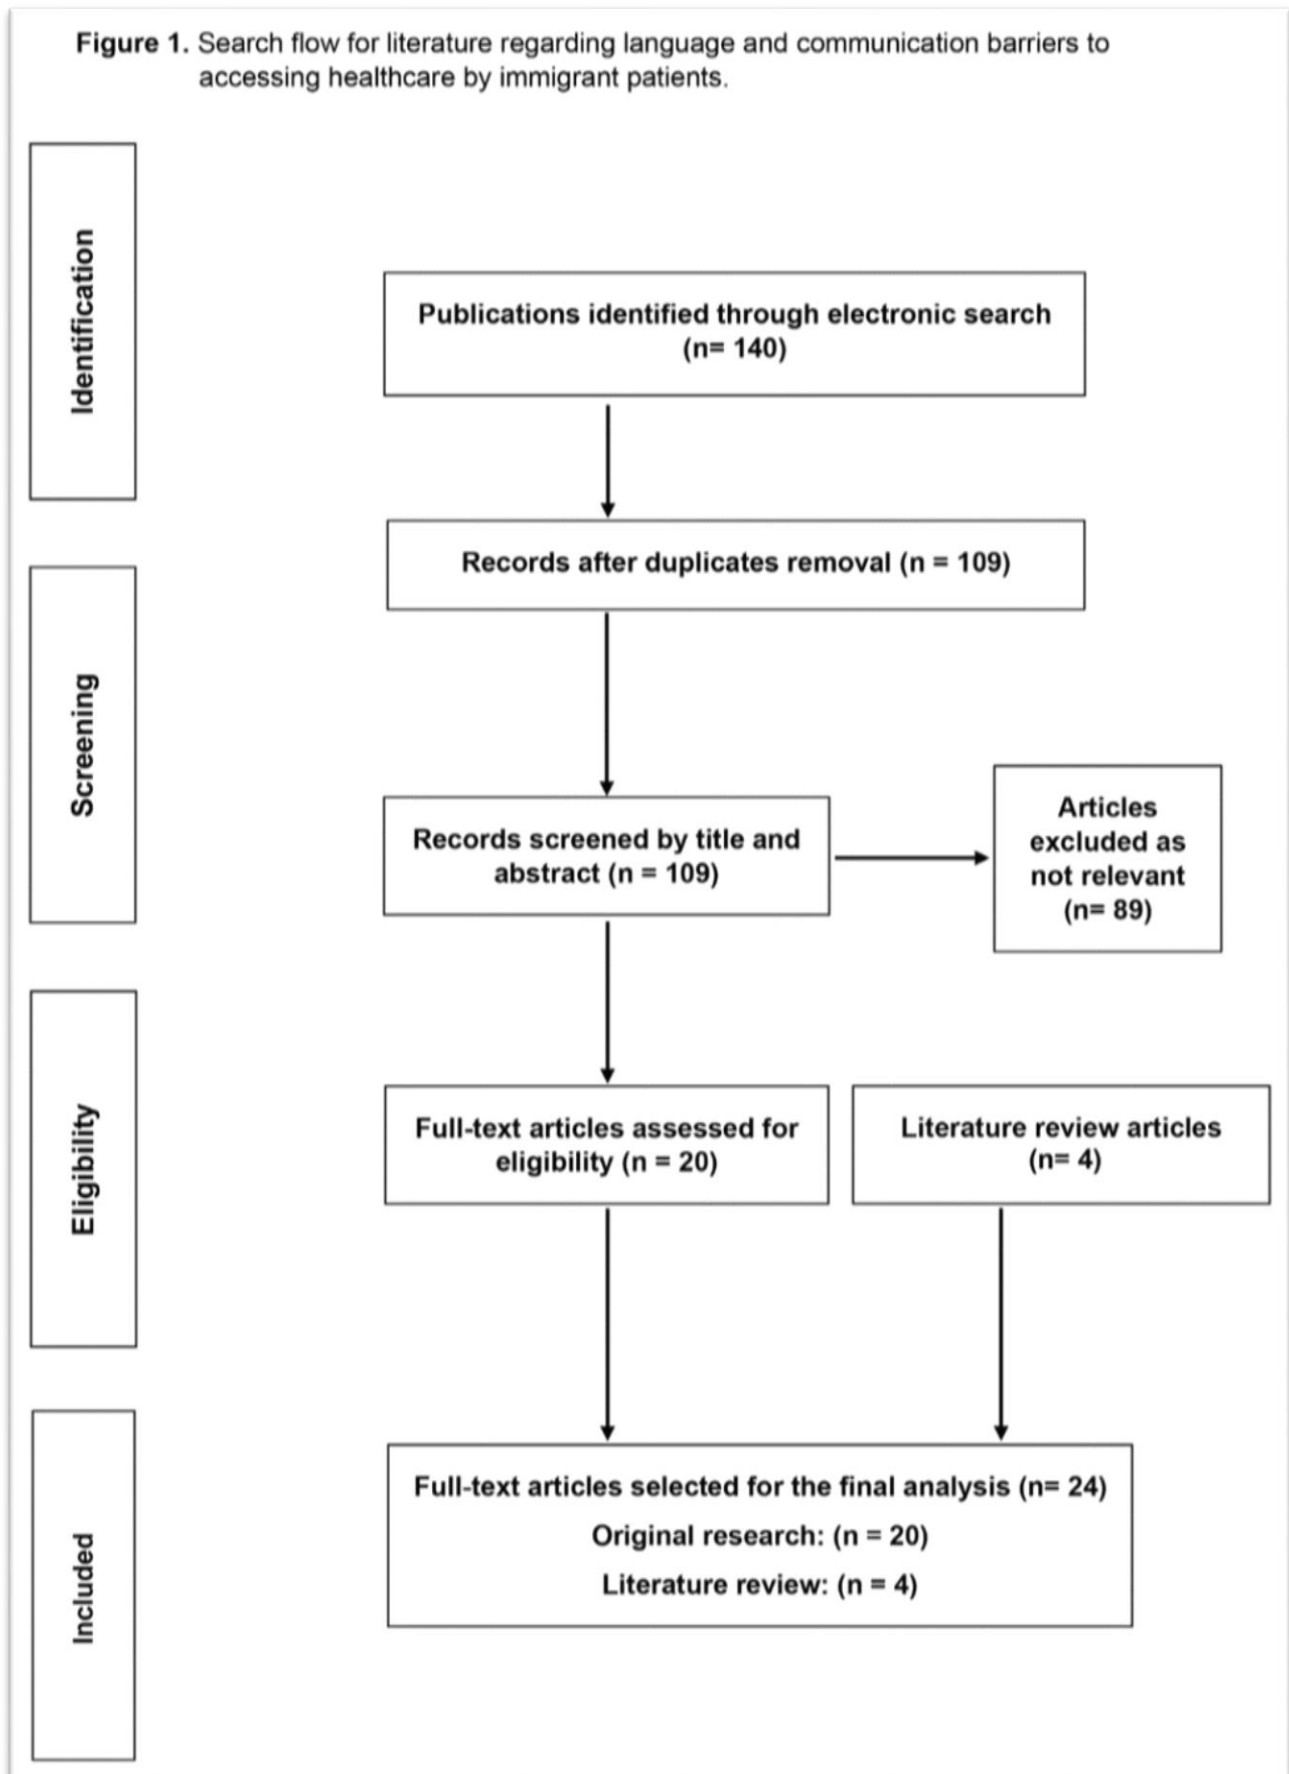 Figure 1. Search flow for literature regarding language and communication barriers to
accessing healthcare by immigrant patients.
Identification
Publications identified through electronic search
(n= 140)
Records after duplicates removal (n = 109)
Screening
Records screened by title and
abstract (n = 109)
Articles
excluded as
not relevant
(n= 89)
Eligibility
Full-text articles assessed for
eligibility (n = 20)
Literature review articles
(n= 4)
Included
Full-text articles selected for the final analysis (n= 24)
Original research: (n = 20)
Literature review: (n = 4)